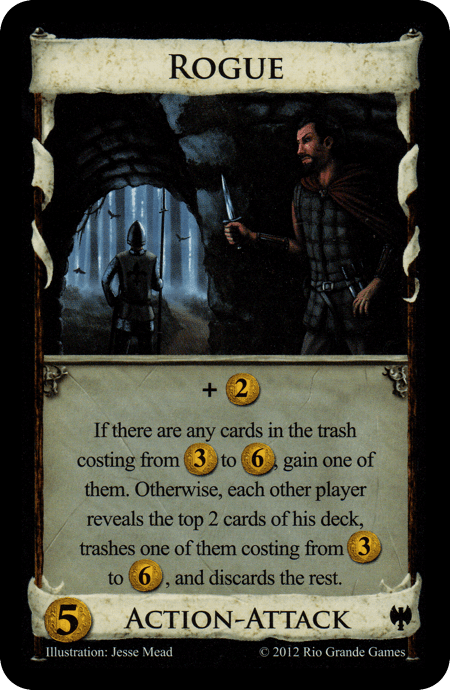 ROGUE
+ 2
If there are any cards in the trash
costing from 3 to 6, gain one of
them. Otherwise, each other player
reveals the top 2 cards of his deck,
trashes one of them costing from 3
to 6, and discards the rest.
5 ACTION-ATTACK
Illustration: Jesse Mead © 2012 Rio Grande Games